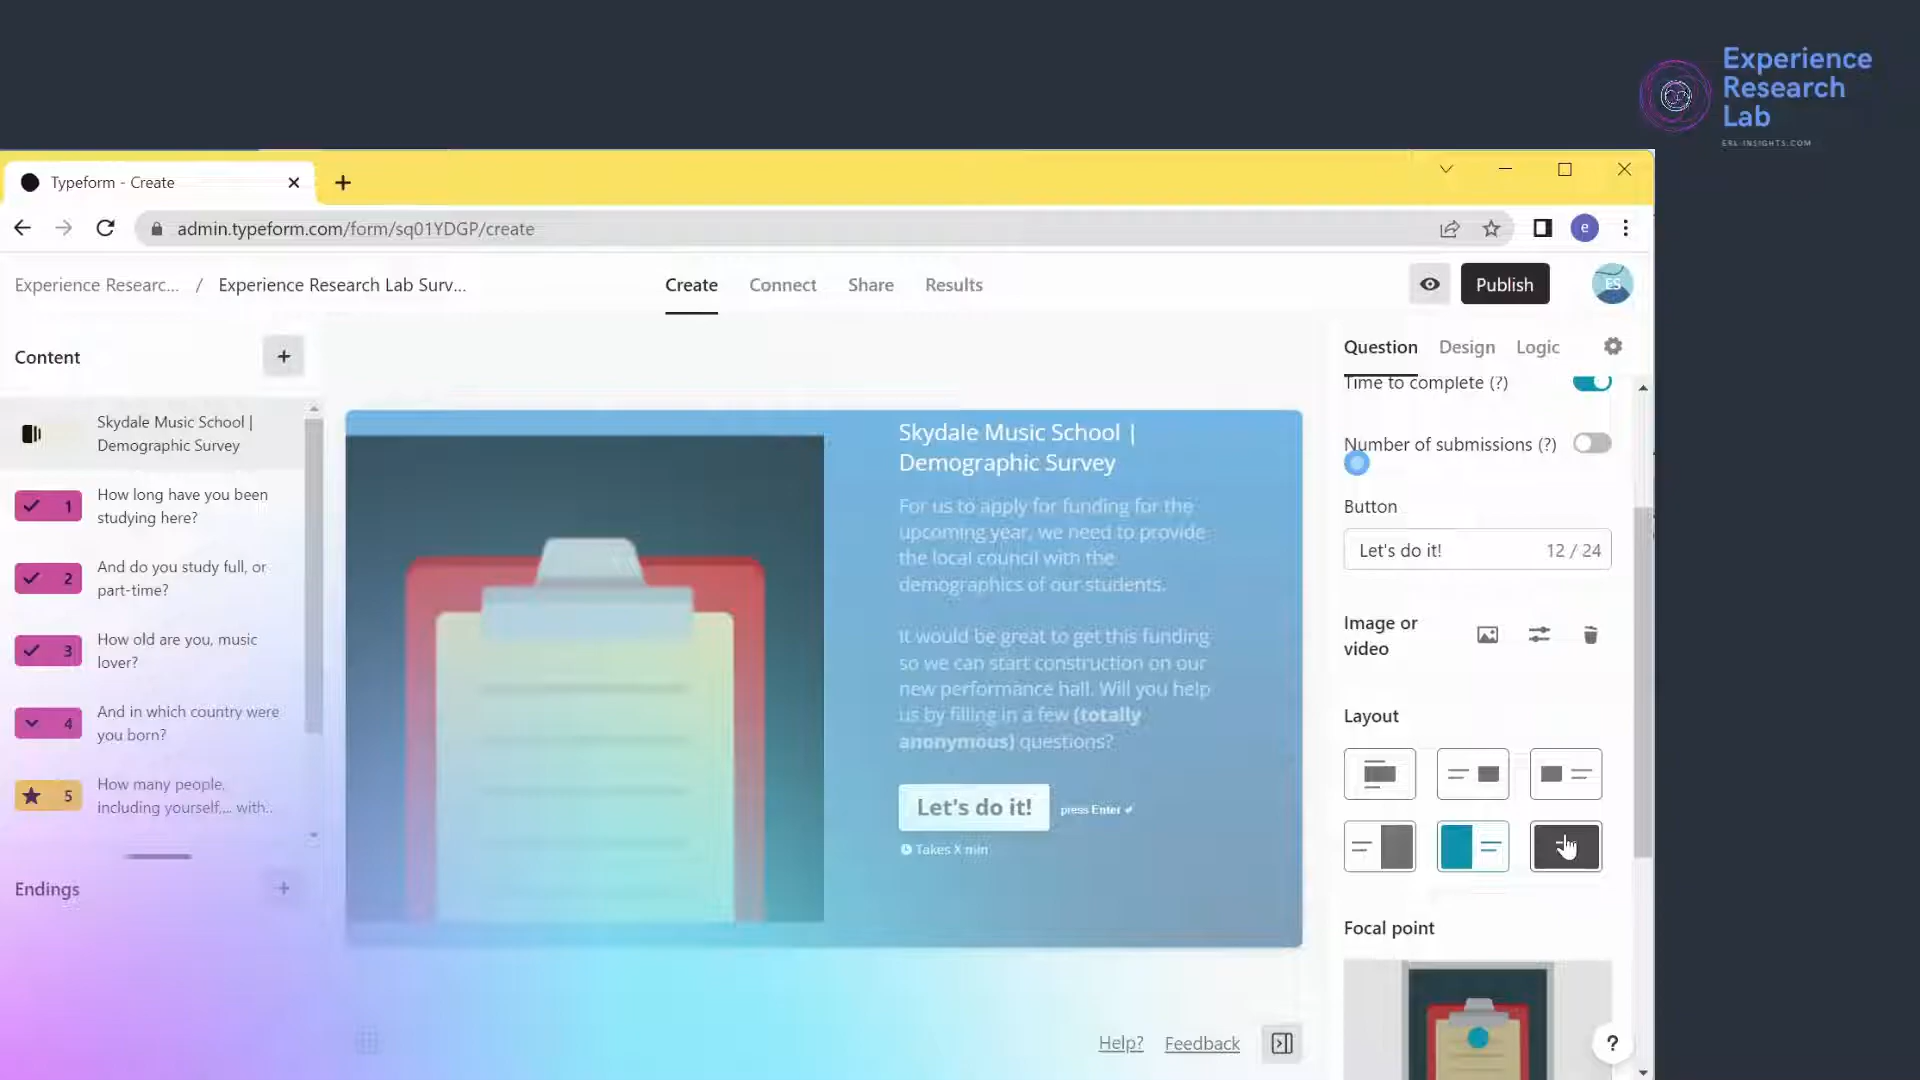 Experience
Research
Lab
ERL-INSIGHTS.COM
Typeform - Create
admin.typeform.com/form/sq01YDGP/create
e
Experience Researc... / Experience Research Lab Surv...
Create
Connect
Share
Results
Publish
ES
Content
Skydale Music School |
Demographic Survey
1
How long have you been
studying here?
2
And do you study full, or
part-time?
3
How old are you, music
lover?
4
And in which country were
you born?
5
How many people,
including yourself,... with..
Endings
Skydale Music School |
Demographic Survey
For us to apply for funding for the
upcoming year, we need to provide
the local council with the
demographics of our students.
It would be great to get this funding
so we can start construction on our
new performance hall. Will you help
us by filling in a few (totally
anonymous) questions?
Let's do it!
press Enter
Takes X min
Help?
Feedback
Question
Design
Logic
Time to complete (?)
Number of submissions (?)
Button
Let's do it!
12 / 24
Image or
video
Layout
Focal point
?